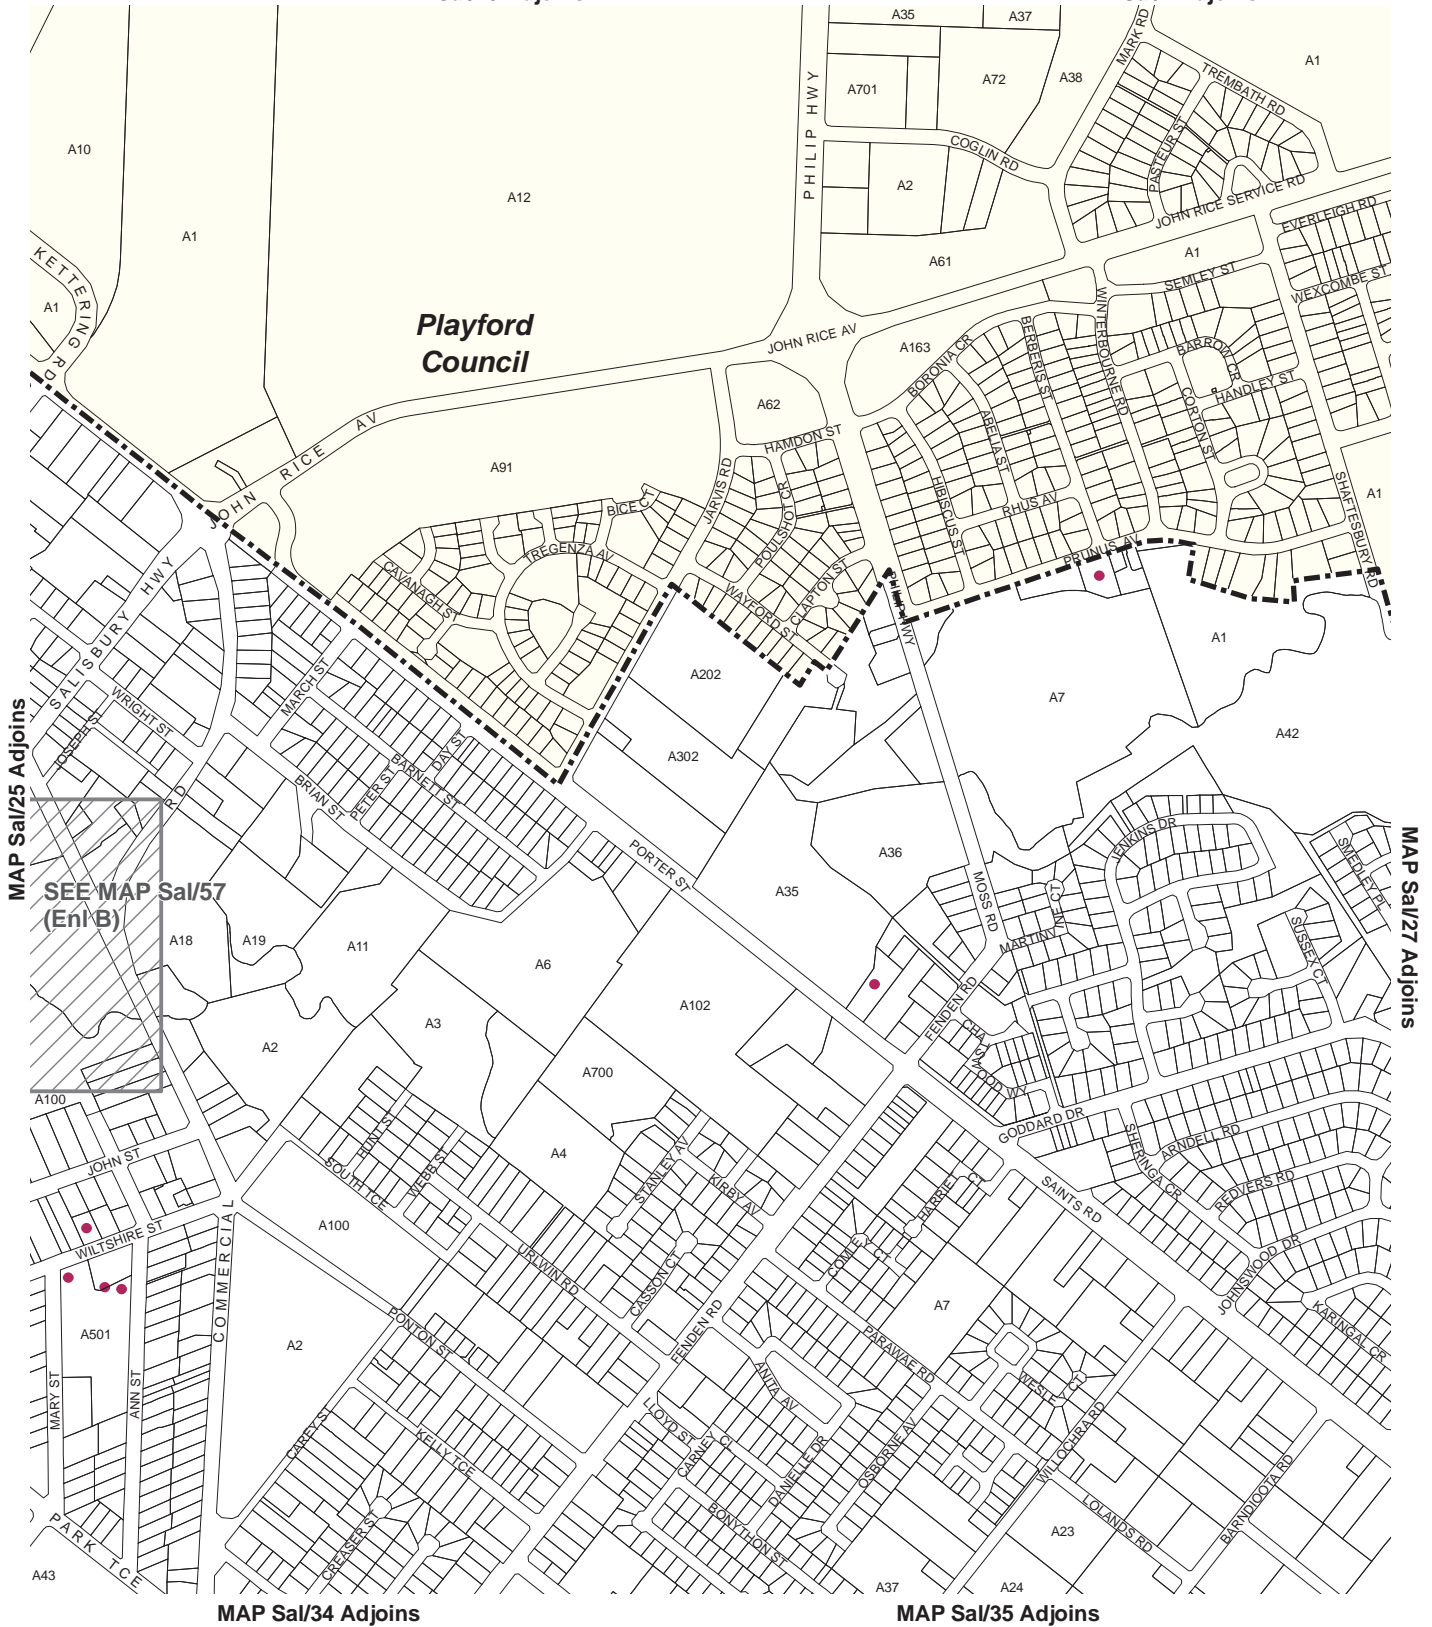 A35
A37
A1
MARK RD
TREMBATH RD
A72
A38
A701
PHILIP HWY
PASTEUR ST
COGLIN RD
A10
A12
A2
JOHN RICE SERVICE RD
EVERLEIGH RD
A1
A61
A1
SEMLEY ST
WEXCOMBE ST
KETTERING RD
A1
Playford
Council
JOHN RICE AV
A163
BORONIA CR
BERBERIS ST
WINTERBOURNE RD
BARROW CR
HANDLEY ST
CORTON ST
A62
HAMDON ST
ABELIA ST
JOHN RICE AV
A91
JARVIS RD
POULSHOT CR
HIBISCUS ST
RHUS AV
SHAFTESBURY RD
A1
BICE CT
TREGENZA AV
PRUNUS AV
CAVANAGH ST
WAYFORD ST
CLAPTON ST
PHILIP HWY
SALISBURY HWY
A1
A202
A7
MARCH ST
WRIGHT ST
JOSEPH ST
A42
A302
DAY ST
BARNETT ST
PETER ST
BRIAN ST
RD
MAP Sal/25 Adjoins
MAP Sal/27 Adjoins
JENKINS DR
SMEDLEY PL
PORTER ST
A36
A35
MOSS RD
SEE MAP Sal/57
(Enl B)
MARTINVINE CT
SUSSEX CT
A18
A19
A11
A6
FENDEN RD
A102
A3
A2
CHATSWOOD WY
A700
A100
GODDARD DR
SHERINGA CR
ARNDELL RD
HUNT ST
WEBB ST
SOUTH TCE
A4
STANLEY AV
KIRBY AV
JOHN ST
HARRIET CT
SAINTS RD
REDVERS RD
COMMERCIAL
A100
WILTSHIRE ST
URLWIN RD
CASSON CT
COMLEY CT
JOHNSWOOD DR
KARINGAL CR
A501
A2
PONTON ST
FENDEN RD
A7
PARAWAE RD
MARY ST
ANN ST
ANITA AV
WESLEY CT
CAREY ST
KELLY TCE
LLOYD ST
CARNEY CT
DANIELLE DR
OSBORNE AV
WILLOCHRA RD
BARNDIOOTA RD
PARK TCE
CREASER ST
BONYTHON ST
LOLANDS RD
A23
A43
A37
A24
MAP Sal/34 Adjoins
MAP Sal/35 Adjoins